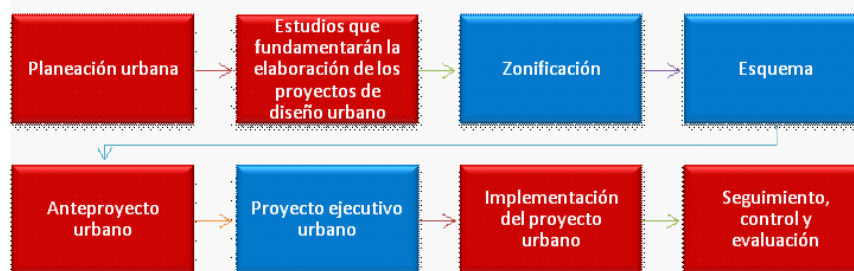 Planeación urbana
Estudios que
fundamentarán la
elaboración de los
proyectos de
diseño urbano
Zonificación
Esquema
Anteproyecto
urbano
Proyecto ejecutivo
urbano
Implementación
del proyecto
urbano
Seguimiento,
control y
evaluación